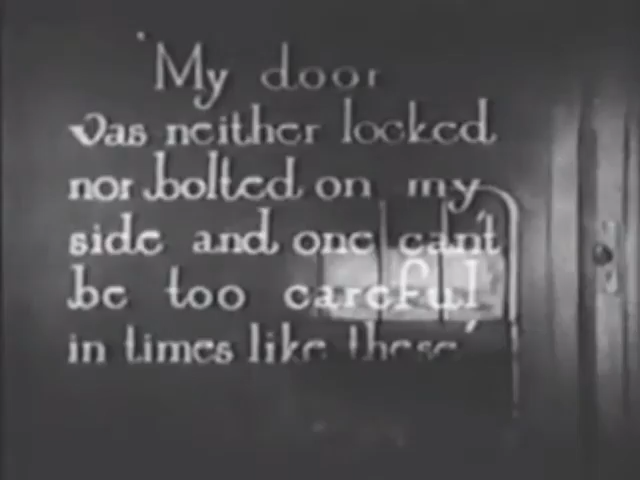 'My door
was neither locked
nor bolted on my
side and one can't
be too careful
in times like these'